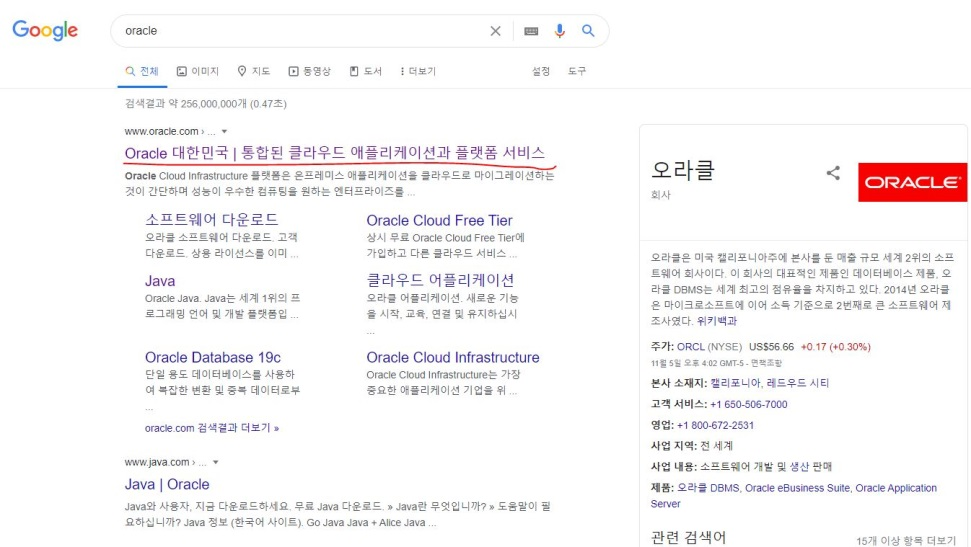 Google
oracle
전체 이미지 지도 동영상 도서 더보기 설정 도구
검색결과 약 256,000,000개 (0.47초)
www.oracle.com › ...
Oracle 대한민국 | 통합된 클라우드 애플리케이션과 플랫폼 서비스
Oracle Cloud Infrastructure 플랫폼은 온프레미스 애플리케이션을 클라우드로 마이그레이션하는
것이 간단하며 성능이 우수한 컴퓨팅을 원하는 엔터프라이즈를 ...
소프트웨어 다운로드
오라클 소프트웨어 다운로드. 고객
다운로드. 상용 라이선스를 이미 ...
Oracle Cloud Free Tier
상시 무료 Oracle Cloud Free Tier에
가입하고 다른 클라우드 서비스 ...
Java
Oracle Java. Java는 세계 1위의 프
로그래밍 언어 및 개발 플랫폼입 ...
클라우드 어플리케이션
오라클 어플리케이션. 새로운 기능
을 시작, 교육, 연결 및 유지하십시
...
Oracle Database 19c
단일 용도 데이터베이스를 사용하
여 복잡한 변환 및 중복 데이터로부
...
Oracle Cloud Infrastructure
Oracle Cloud Infrastructure는 가장
중요한 애플리케이션 기업을 위 ...
oracle.com 검색결과 더보기 »
www.java.com › ...
Java | Oracle
Java와 사용자, 지금 다운로드하세요. 무료 Java 다운로드. » Java란 무엇입니까? » 도움말이 필
요하십니까? Java 정보 (한국어 사이트). Go Java Java + Alice Java ...
오라클
회사
ORACLE
오라클은 미국 캘리포니아주에 본사를 둔 매출 규모 세계 2위의 소프
트웨어 회사이다. 이 회사의 대표적인 제품인 데이터베이스 제품, 오
라클 DBMS는 세계 최고의 점유율을 차지하고 있다. 2014년 오라클
은 마이크로소프트에 이어 소득 기준으로 2번째로 큰 소프트웨어 제
조사였다. 위키백과
주가: ORCL (NYSE) US$56.66 +0.17 (+0.30%)
11월 5일 오후 4:02 GMT-5 - 면책조항
본사 소재지: 캘리포니아, 레드우드 시티
고객 서비스: +1 650-506-7000
영업: +1 800-672-2531
사업 지역: 전 세계
사업 내용: 소프트웨어 개발 및 생산 판매
제품: 오라클 DBMS, Oracle eBusiness Suite, Oracle Application
Server
관련 검색어 15개 이상 항목 더보기